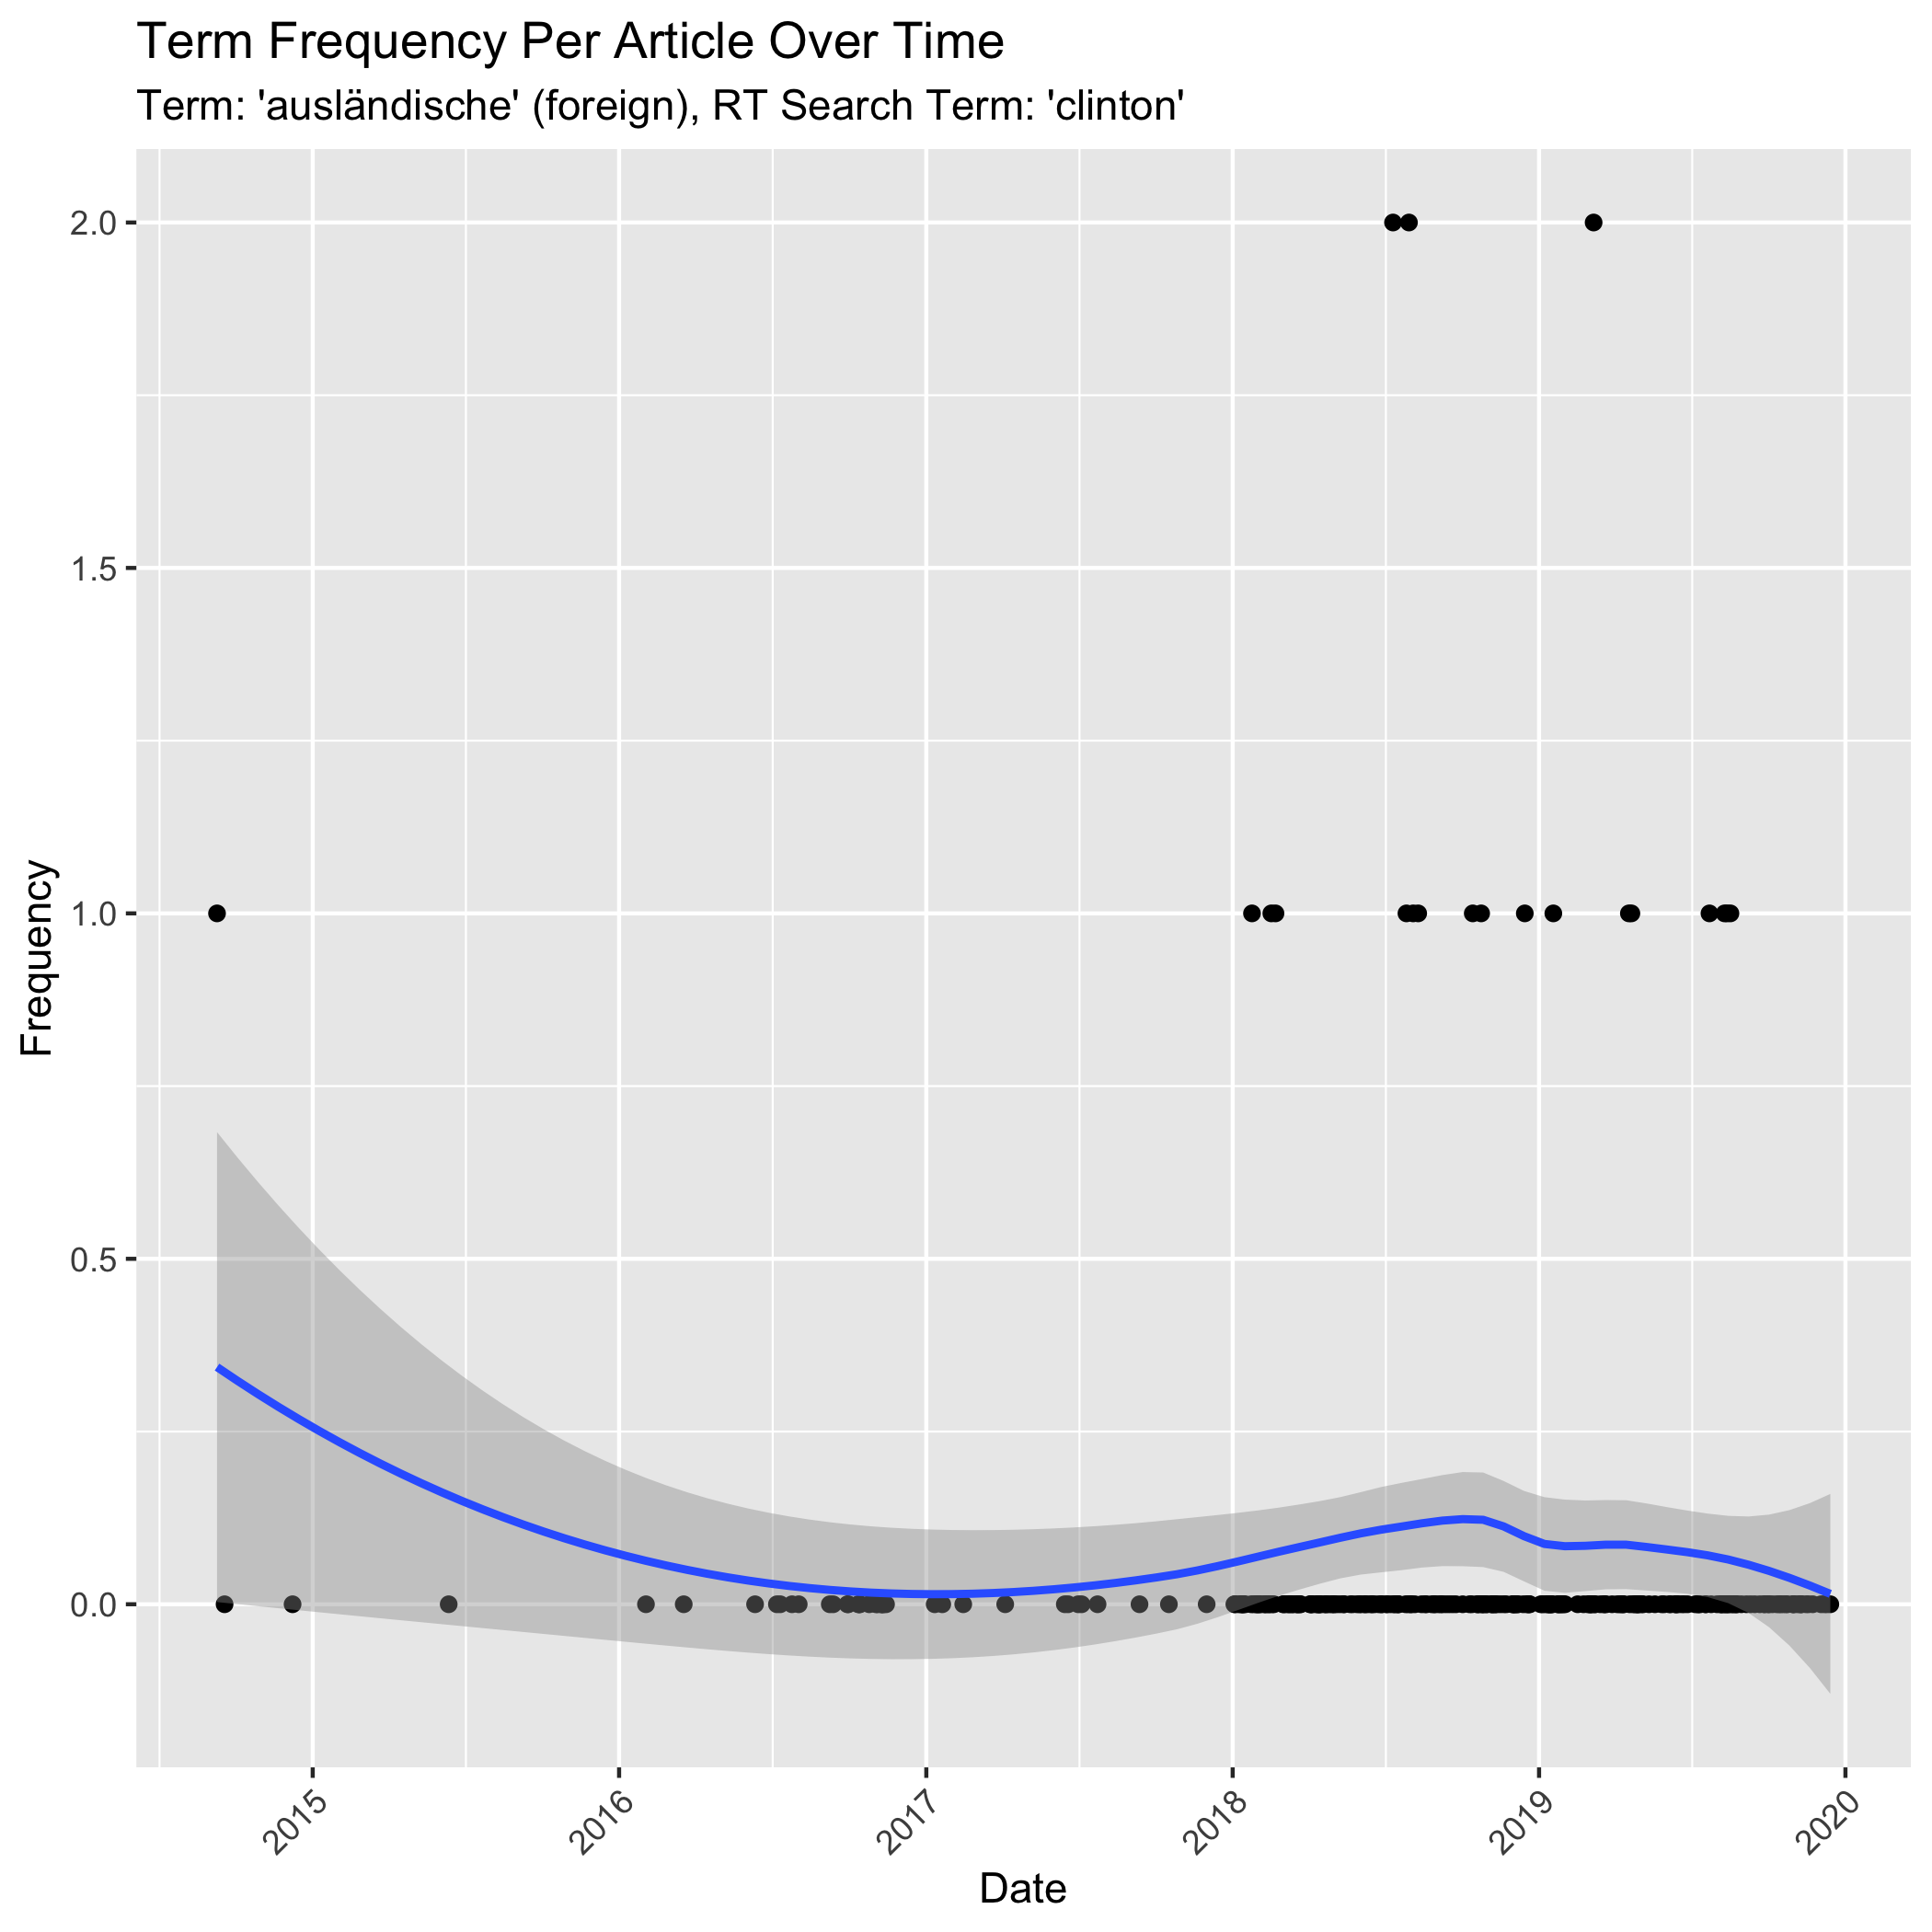 Term Frequency Per Article Over Time
Term: 'ausländische' (foreign), RT Search Term: 'clinton'
2.0
1.5
1.0
0.5
0.0
Frequency
2015
2016
2017
2018
2019
2020
Date